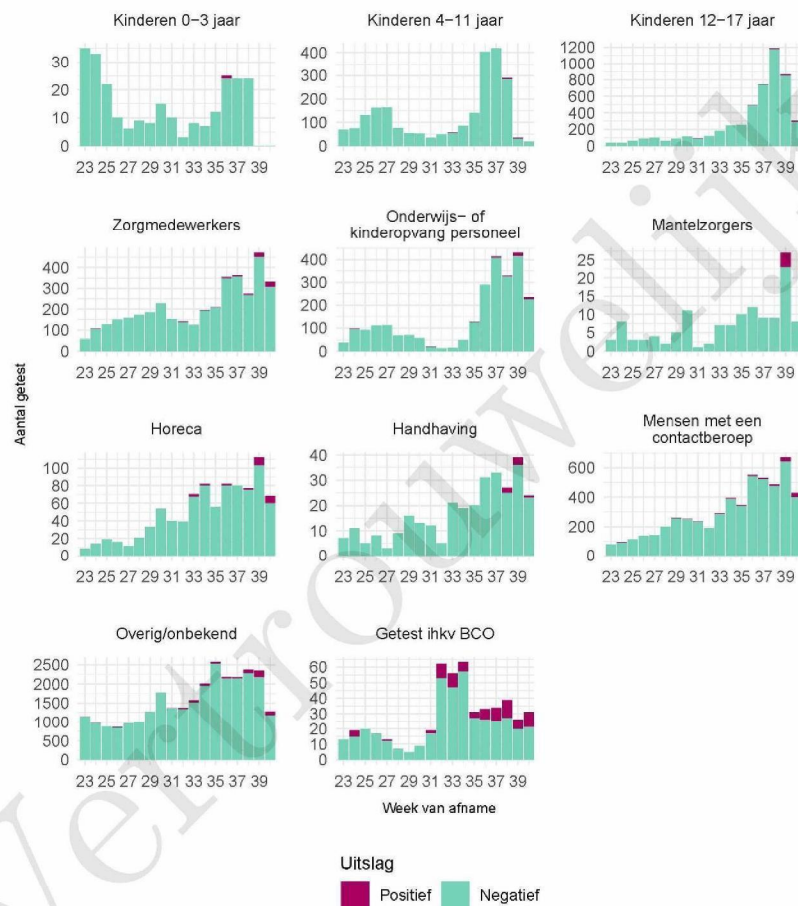 Kinderen 0–3 jaar
Kinderen 4–11 jaar
Kinderen 12–17 jaar
30
20
10
0
400
300
200
100
0
1200
1000
800
600
400
200
0
23 25 27 29 31 33 35 37 39
23 25 27 29 31 33 35 37 39
23 25 27 29 31 33 35 37 39
Zorgmedewerkers
Onderwijs– of
kinderopvang personeel
Mantelzorgers
400
300
200
100
0
400
300
200
100
0
25
20
15
10
5
0
23 25 27 29 31 33 35 37 39
23 25 27 29 31 33 35 37 39
23 25 27 29 31 33 35 37 39
Aantal getest
Horeca
Handhaving
Mensen met een
contactberoep
100
80
60
40
20
0
40
30
20
10
0
600
400
200
0
23 25 27 29 31 33 35 37 39
23 25 27 29 31 33 35 37 39
23 25 27 29 31 33 35 37 39
Overig/onbekend
Getest ihkv BCO
2500
2000
1500
1000
500
0
60
50
40
30
20
10
0
23 25 27 29 31 33 35 37 39
23 25 27 29 31 33 35 37 39
Week van afname
Uitslag
Positief
Negatief
Vertrouwelijk